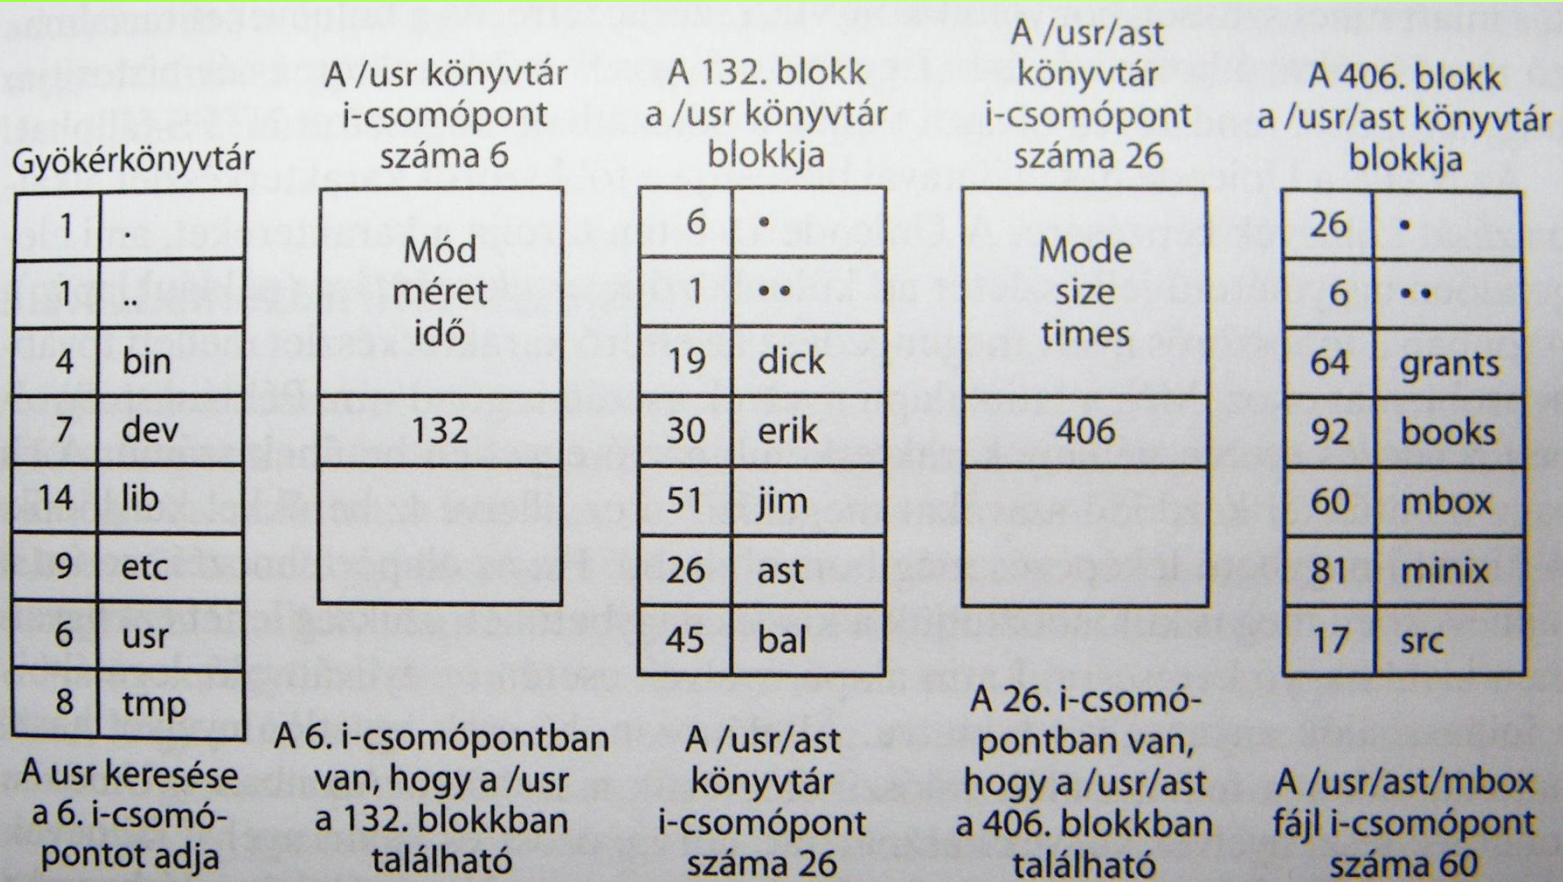 Gyökérkönyvtár
1 .
1 ..
4 bin
7 dev
14 lib
9 etc
6 usr
8 tmp
A usr keresése
a 6. i-csomó-
pontot adja
A /usr könyvtár
i-csomópont
száma 6
Mód
méret
idő
132
A 6. i-csomópontban
van, hogy a /usr
a 132. blokkban
található
A 132. blokk
a /usr könyvtár
blokkja
6 •
1 ••
19 dick
30 erik
51 jim
26 ast
45 bal
A /usr/ast
könyvtár
i-csomópont
száma 26
A /usr/ast
könyvtár
i-csomópont
száma 26
Mode
size
times
406
A 26. i-csomó-
pontban van,
hogy a /usr/ast
a 406. blokkban
található
A 406. blokk
a /usr/ast könyvtár
blokkja
26 •
6 ••
64 grants
92 books
60 mbox
81 minix
17 src
A /usr/ast/mbox
fájl i-csomópont
száma 60